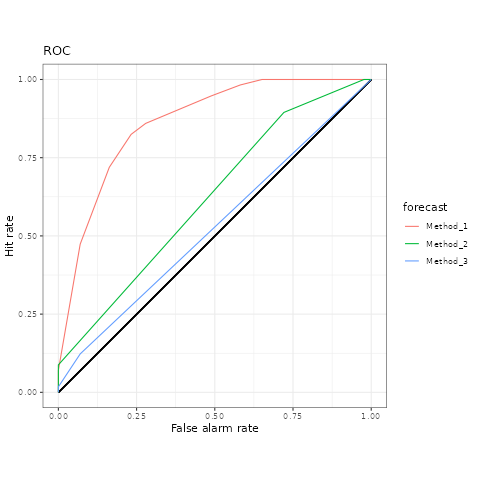 ROC
1.00
0.75
0.50
0.25
0.00
Hit rate
0.00 0.25 0.50 0.75 1.00
False alarm rate
forecast
Method_1
Method_2
Method_3